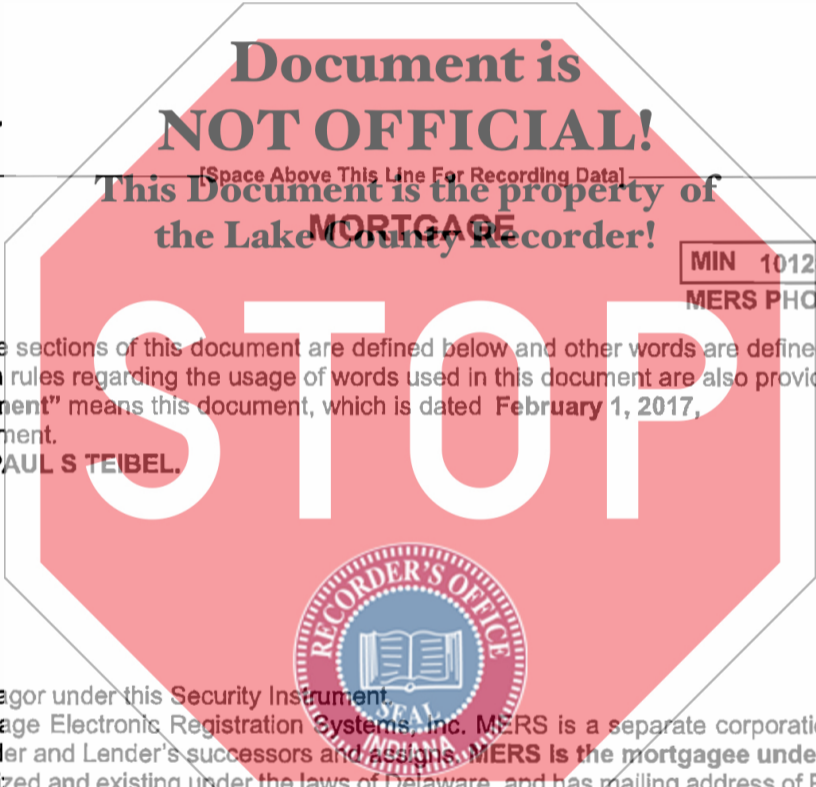 Document is
NOT OFFICIAL!
[Space Above This Line For Recording Data]
This Document is the property of
MORTGAGE
the Lake County Recorder!
MIN 1012
MERS PHO
STOP
e sections of this document are defined below and other words are define
rules regarding the usage of words used in this document are also provid
ment" means this document, which is dated February 1, 2017,
ment.
PAUL S TEIBEL.
RECORDER'S OFFICE
SEAL
INDIANA
agor under this Security Instrument.
age Electronic Registration Systems, Inc. MERS is a separate corporati
er and Lender's successors and assigns. MERS is the mortgagee unde
zed and existing under the laws of Delaware, and has mailing address of P